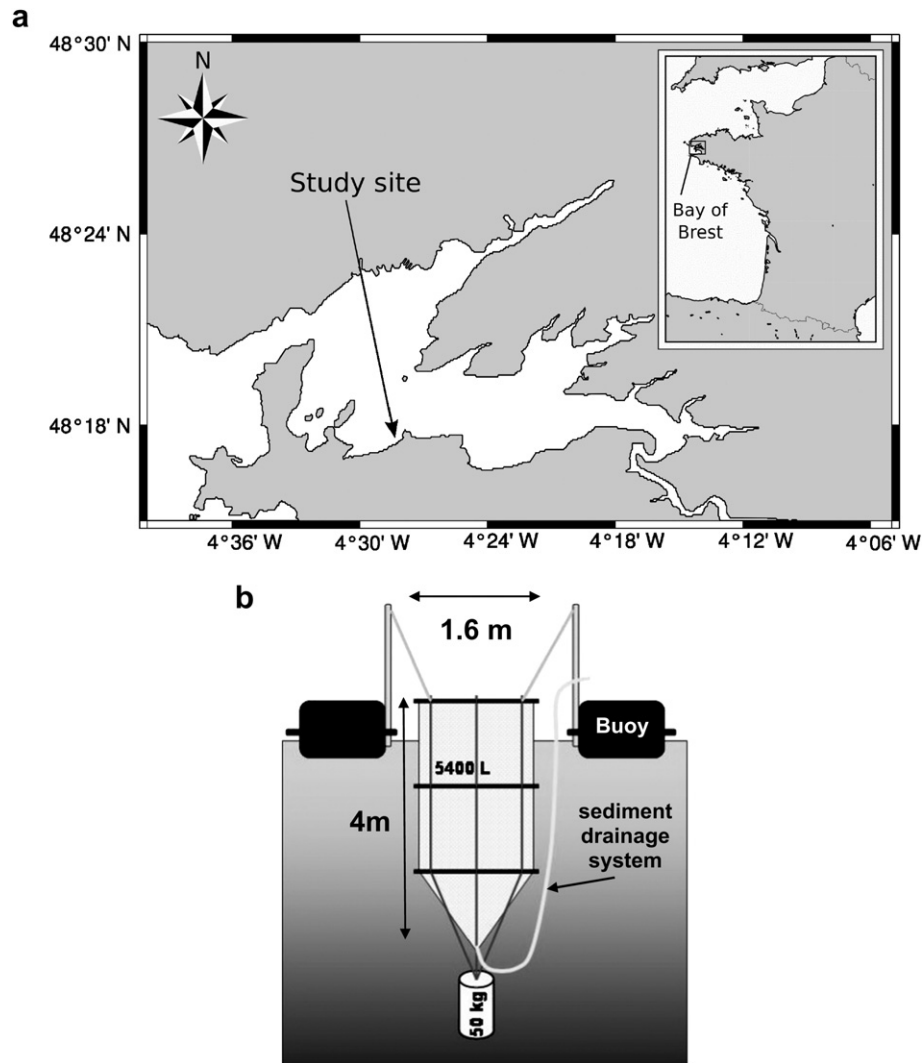 a
48°30' N
N
Study site
Bay of
Brest
48°24' N
48°18' N
4°36' W 4°30' W 4°24' W 4°18' W 4°12' W 4°06' W
b
1.6 m
Buoy
5400 L
4m
sediment
drainage
system
50 kg